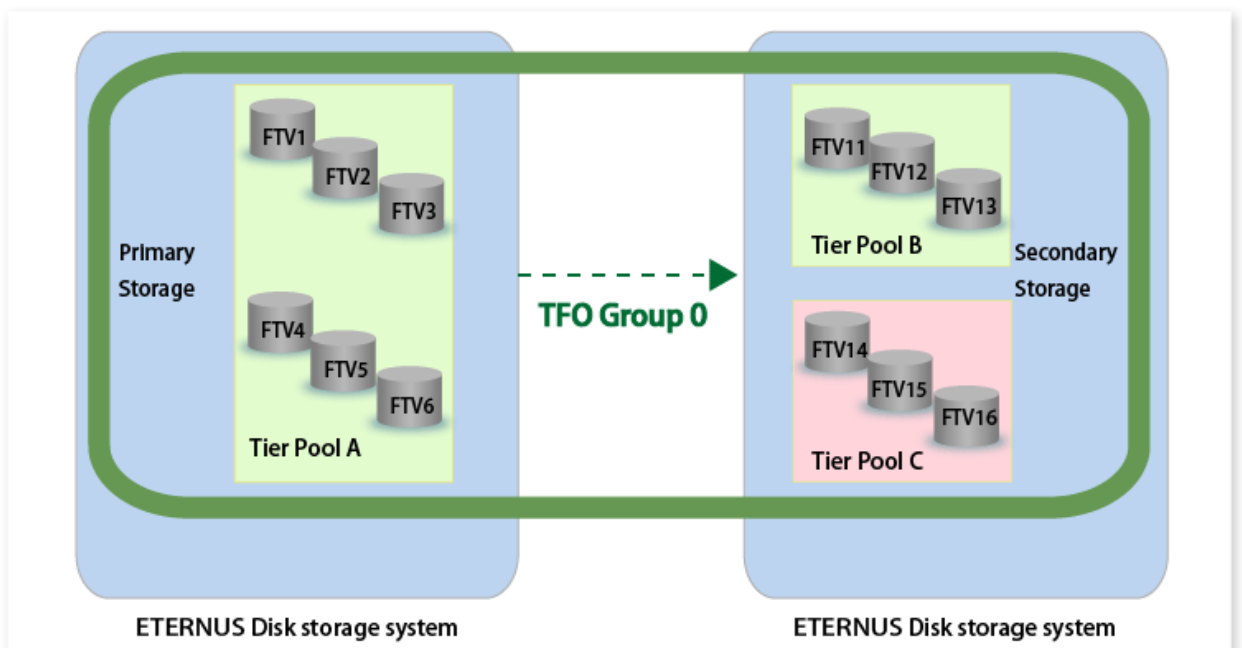 FTV1
FTV2
FTV3
Primary
Storage
FTV4
FTV5
FTV6
Tier Pool A
TFO Group 0
FTV11
FTV12
FTV13
Tier Pool B
Secondary
Storage
FTV14
FTV15
FTV16
Tier Pool C
ETERNUS Disk storage system
ETERNUS Disk storage system